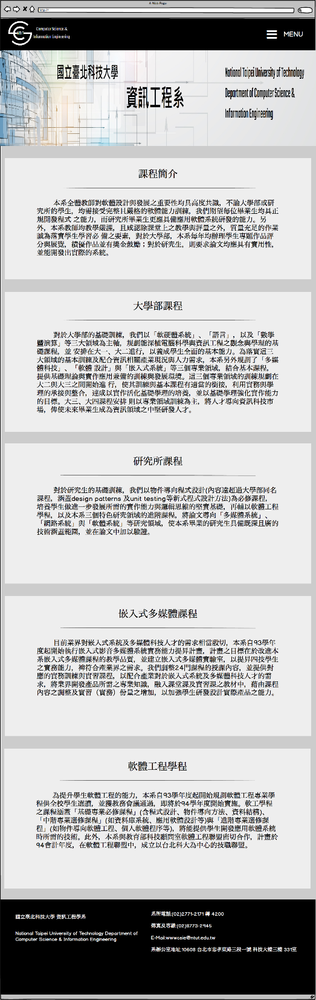 A Web Page
http://
NTUT
Computer Science &
Information Engineering
MENU
國立臺北科技大學
資訊工程系
National Taipei University of Technology
Department of Computer Science &
Information Engineering
課程簡介
本系全體教師對軟體設計與發展之重要性均具高度共識，不論大學部或研
究所的學生，均需接受完整且嚴格的軟體能力訓練，我們期望每位畢業生均具正
規開發程式 之能力，而研究所畢業生更應具備應用軟體系統研發的能力。另
外，本系教師均教學嚴謹，且咸認除課堂上之教學與評量之外，質量充足的作業
誠為落實學生學習必 備之要素，對於大學部，本系每年均辦理學生專題作品評
分與展覽，績優作品並有獎金鼓勵；對於研究生，則要求論文均應具有實用性，
並能開發出實際的系統。
大學部課程
對於大學部的基礎訓練，我們以「軟硬體系統」、「語言」，以及「數學
暨演算」等三大領域為主軸，規劃能深植電腦科學與資訊工程之觀念與學理的基
礎課程，並 安排在大一、大二進行，以養成學生全面的基本能力。為落實這三
大領域的基本訓練及配合資訊相關產業現況與人力需求，本系另外規劃了「多媒
體科技」、「軟體 設計」與「嵌入式系統」等三個專業領域，結合基本課程，
提供基礎理論與實作應用兼備的訓練與發展環境。這三個專業領域的訓練規劃在
大二與大三之間開始進 行，使其訓練與基本課程有適當的銜接，利用實務與學
理的承接與整合，達成以實作活化基礎學理的培養，並以基礎學理強化實作能力
的目標。大三、大四課程安排 則以專業領域訓練為主，將人才導向資訊科技市
場，俾使未來畢業生成為資訊領域之中堅研發人才。
研究所課程
對於研究生的基礎訓練，我們以物件導向程式設計(內容遠超過大學部同名
課程，涵蓋design patterns 及unit testing等新式程式設計方法)為必修課程，
培養學生做進一步發展所需的實作能力與邏輯思維的堅實基礎，再輔以軟體工程
學程，以及本系三個特色研究領域的進階課程，將論文導向「多媒體系統」、
「網路系統」與「軟體系統」等研究領域，使本系畢業的研究生具備既深且廣的
技術涵蓋範圍，並在論文中加以驗證。
嵌入式多媒體課程
目前業界對嵌入式系統及多媒體科技人才的需求相當殷切，本系自93學年
度起開始執行嵌入式影音多媒體系統實務能力提昇計畫，計畫之目標在於改進本
系嵌入式多媒體課程的教學品質，並建立嵌入式多媒體實驗室，以提昇四技學生
之實務能力，裨符合產業界之需求。我們調整24門課程的授課內容，並提供對
應的實務訓練與實習課程，以配合產業對於嵌入式系統及多媒體科技人才的需
求，將業界開發產品所需之專業知識，融入課堂課及實習課之教材中，藉由課程
內容之調整及實習（實務）份量之增加，以加強學生研發設計實際產品之能力。
軟體工程學程
為提升學生軟體工程的能力，本系自93學年度起開始規劃軟體工程專業學
程供全校學生選讀，並獲教務會議通過，即將於94學年度開始實施。軟工學程
之課程涵蓋「基礎專業必修課程」(含程式設計、物件導向方法、資料結構)、
「中階專業選修課程」(如資料庫系統、應用軟體設計等)與「進階專業選修課
程」(如物件導向軟體工程、個人軟體程序等)，將能提供學生開發應用軟體系統
時所需的技術。此外，本系與教育部科技顧問室軟體工程聯盟密切合作，計畫於
94會計年度，在軟體工程聯盟中，成立以台北科大為中心的技職聯盟。
國立臺北科技大學 資訊工程學系
National Taipei University of Technology Department of
Computer Science & Information Engineering
系所電話:(02)2771-2171 轉 4200
傳真及專線:(02)8773-2945
E-Mail:wwwcsie@ntut.edu.tw
系辦公室地址:10608 台北市忠孝東路三段一號 科技大樓三樓 331室